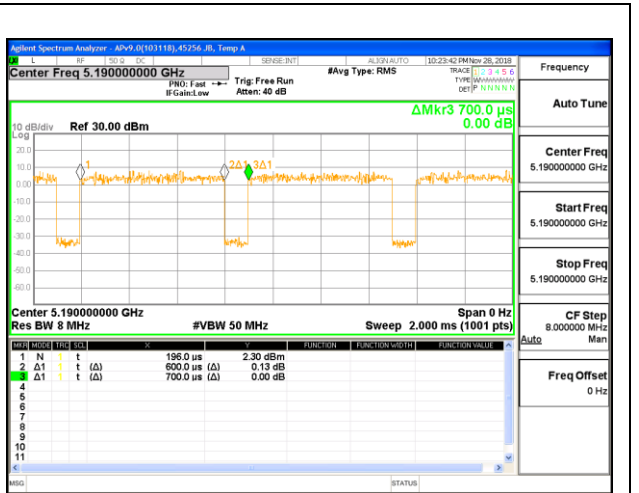 Agilent Spectrum Analyzer - APv9.0(103118),45256 JB, Temp A
L RF 50 Ω DC SENSE:INT ALIGN AUTO 10:23:42 PM Nov 28, 2018
Center Freq 5.190000000 GHz #Avg Type: RMS TRACE 1 2 3 4 5 6
PNO: Fast Trig: Free Run TYPE
IFGain:Low Atten: 40 dB DET P N N N N N
Frequency
Auto Tune
Center Freq
5.190000000 GHz
Start Freq
5.190000000 GHz
Stop Freq
5.190000000 GHz
CF Step
8.000000 MHz
Auto Man
Freq Offset
0 Hz
ΔMkr3 700.0 µs
0.00 dB
10 dB/div Ref 30.00 dBm
Log
20.0
10.0
0.00
-10.0
-20.0
-30.0
-40.0
-50.0
-60.0
1 2Δ1 3Δ1
Center 5.190000000 GHz Span 0 Hz
Res BW 8 MHz #VBW 50 MHz Sweep 2.000 ms (1001 pts)
MKR MODE TRC SCL X Y FUNCTION FUNCTION WIDTH FUNCTION VALUE
1 N 1 t 196.0 µs 2.30 dBm
2 Δ1 1 t (Δ) 600.0 µs (Δ) 0.13 dB
3 Δ1 1 t (Δ) 700.0 µs (Δ) 0.00 dB
4
5
6
7
8
9
10
11
MSG STATUS